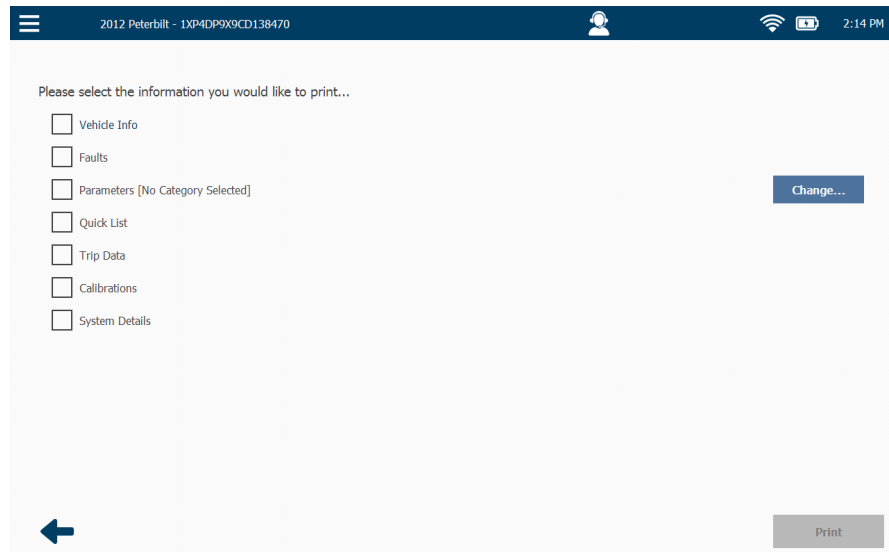 2012 Peterbilt - 1XP4DP9X9CD138470 2:14 PM
Please select the information you would like to print...
Vehicle Info
Faults
Parameters [No Category Selected] Change...
Quick List
Trip Data
Calibrations
System Details
Print